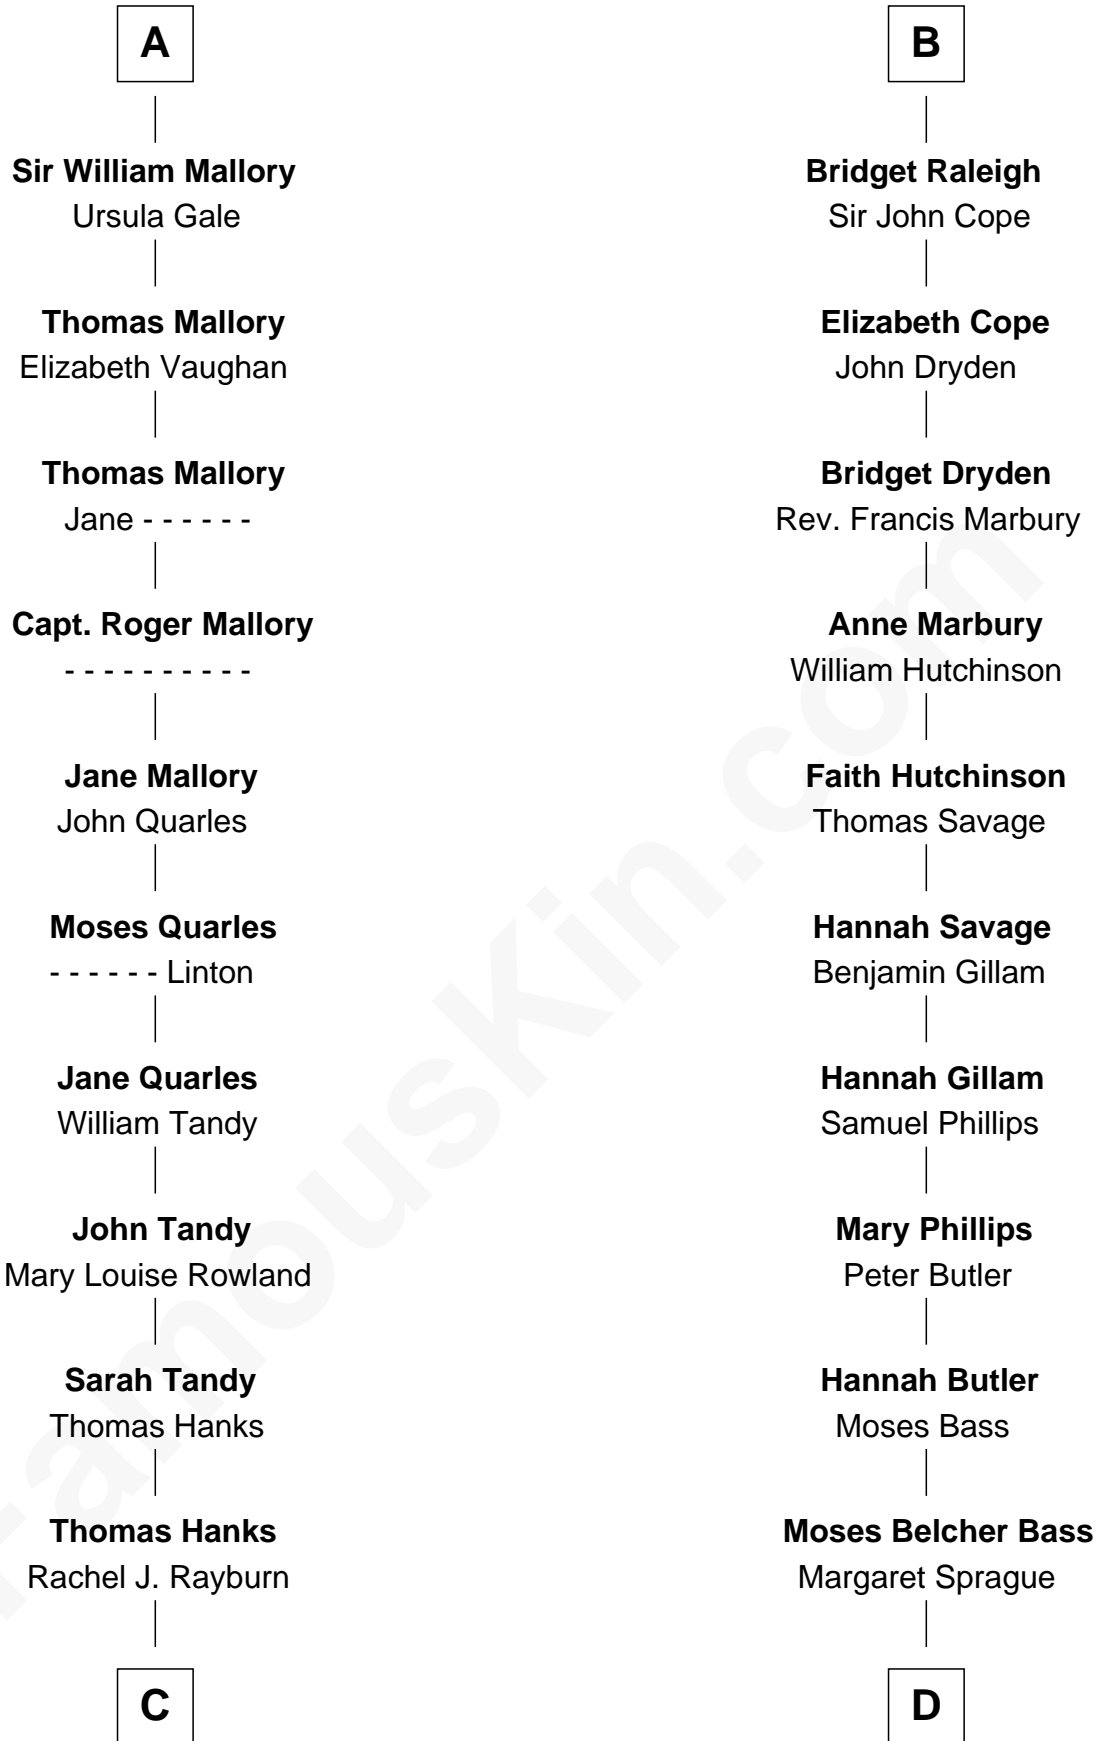 A
Sir William Mallory
Ursula Gale
Thomas Mallory
Elizabeth Vaughan
Thomas Mallory
Jane - - - - - -
Capt. Roger Mallory
- - - - - - - - - -
Jane Mallory
John Quarles
Moses Quarles
- - - - - - Linton
Jane Quarles
William Tandy
John Tandy
Mary Louise Rowland
Sarah Tandy
Thomas Hanks
Thomas Hanks
Rachel J. Rayburn
C
B
Bridget Raleigh
Sir John Cope
Elizabeth Cope
John Dryden
Bridget Dryden
Rev. Francis Marbury
Anne Marbury
William Hutchinson
Faith Hutchinson
Thomas Savage
Hannah Savage
Benjamin Gillam
Hannah Gillam
Samuel Phillips
Mary Phillips
Peter Butler
Hannah Butler
Moses Bass
Moses Belcher Bass
Margaret Sprague
D
FamousKin.com